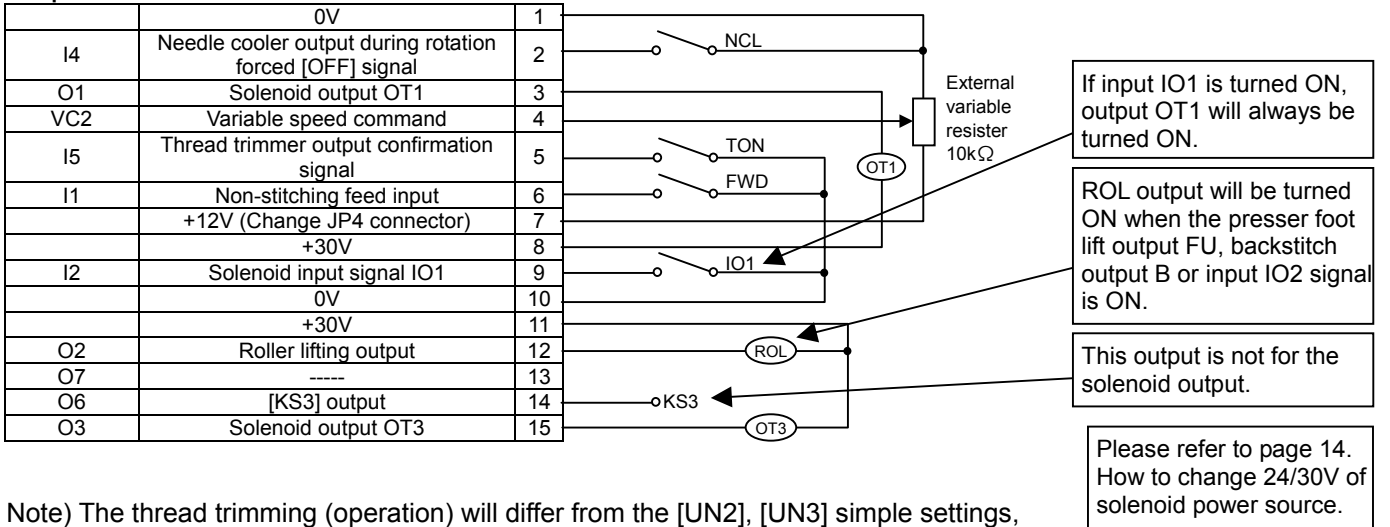 0V 1
I4 Needle cooler output during rotation forced [OFF] signal 2
O1 Solenoid output OT1 3
VC2 Variable speed command 4
I5 Thread trimmer output confirmation signal 5
I1 Non-stitching feed input 6
+12V (Change JP4 connector) 7
+30V 8
I2 Solenoid input signal IO1 9
0V 10
+30V 11
O2 Roller lifting output 12
O7 ----- 13
O6 [KS3] output 14
O3 Solenoid output OT3 15
NCL
External
variable
resister
10kΩ
TON
OT1
FWD
IO1
ROL
KS3
OT3
If input IO1 is turned ON,
output OT1 will always be
turned ON.
ROL output will be turned
ON when the presser foot
lift output FU, backstitch
output B or input IO2 signal
is ON.
This output is not for the
solenoid output.
Please refer to page 14.
How to change 24/30V of
solenoid power source.
Note) The thread trimming (operation) will differ from the [UN2], [UN3] simple settings,